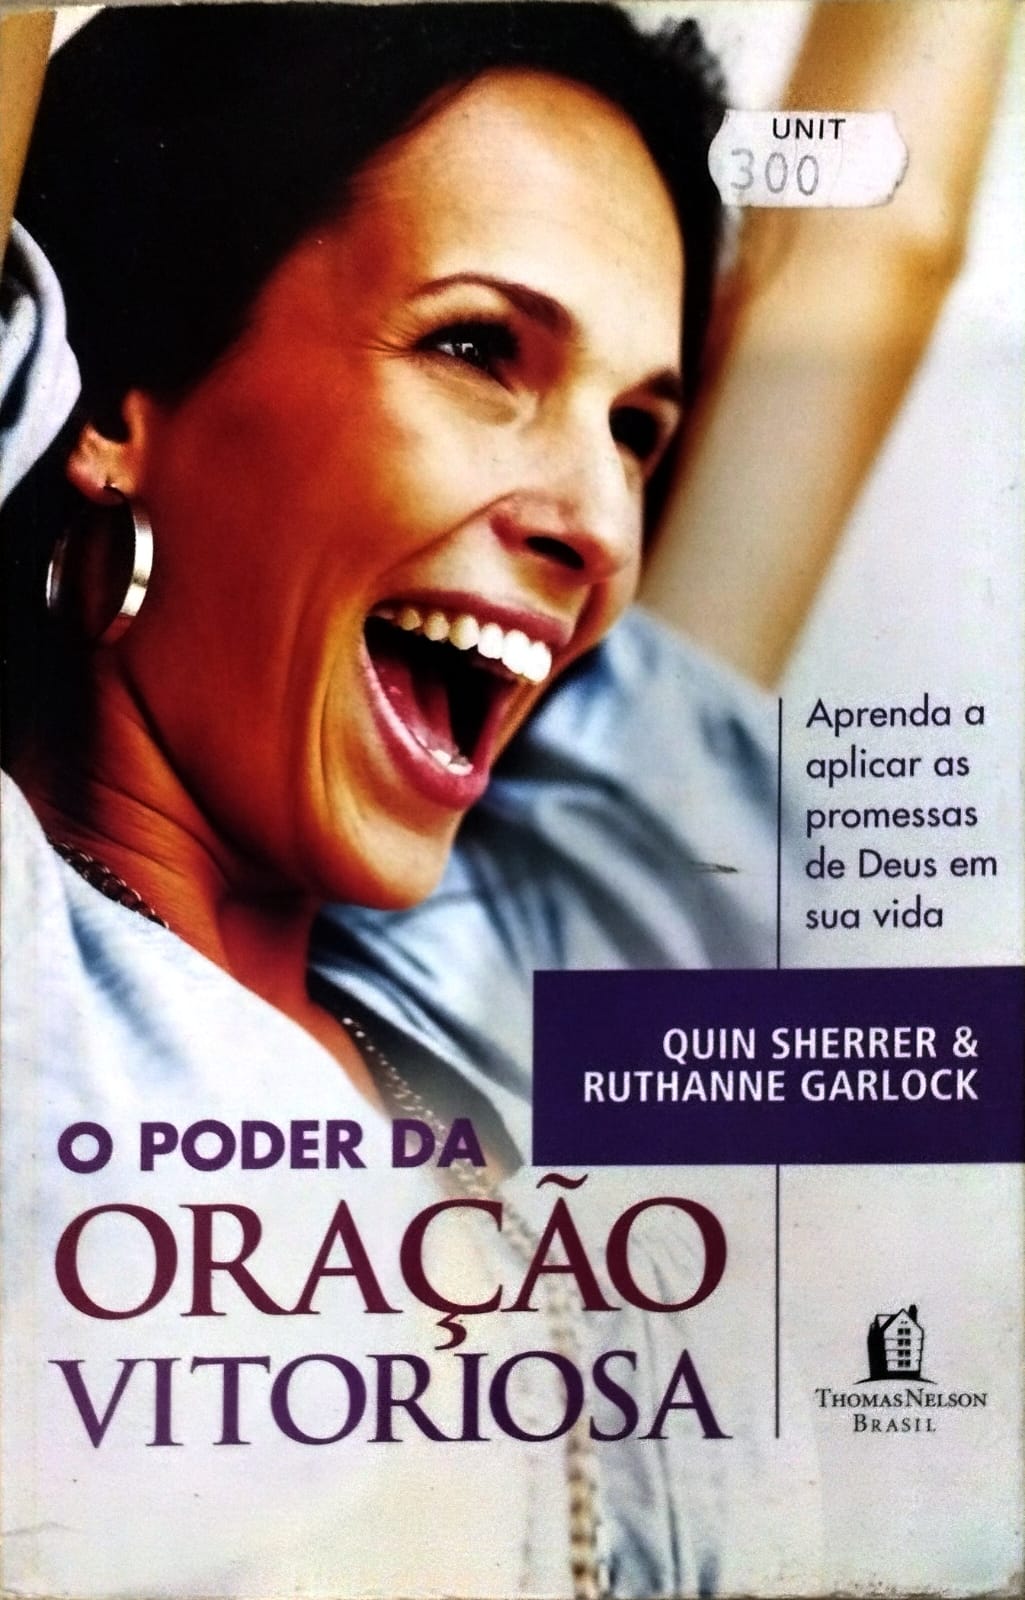 UNIT
300
Aprenda a
aplicar as
promessas
de Deus em
sua vida
QUIN SHERRER &
RUTHANNE GARLOCK
O PODER DA
ORAÇÃO
VITORIOSA
THOMAS NELSON
BRASIL